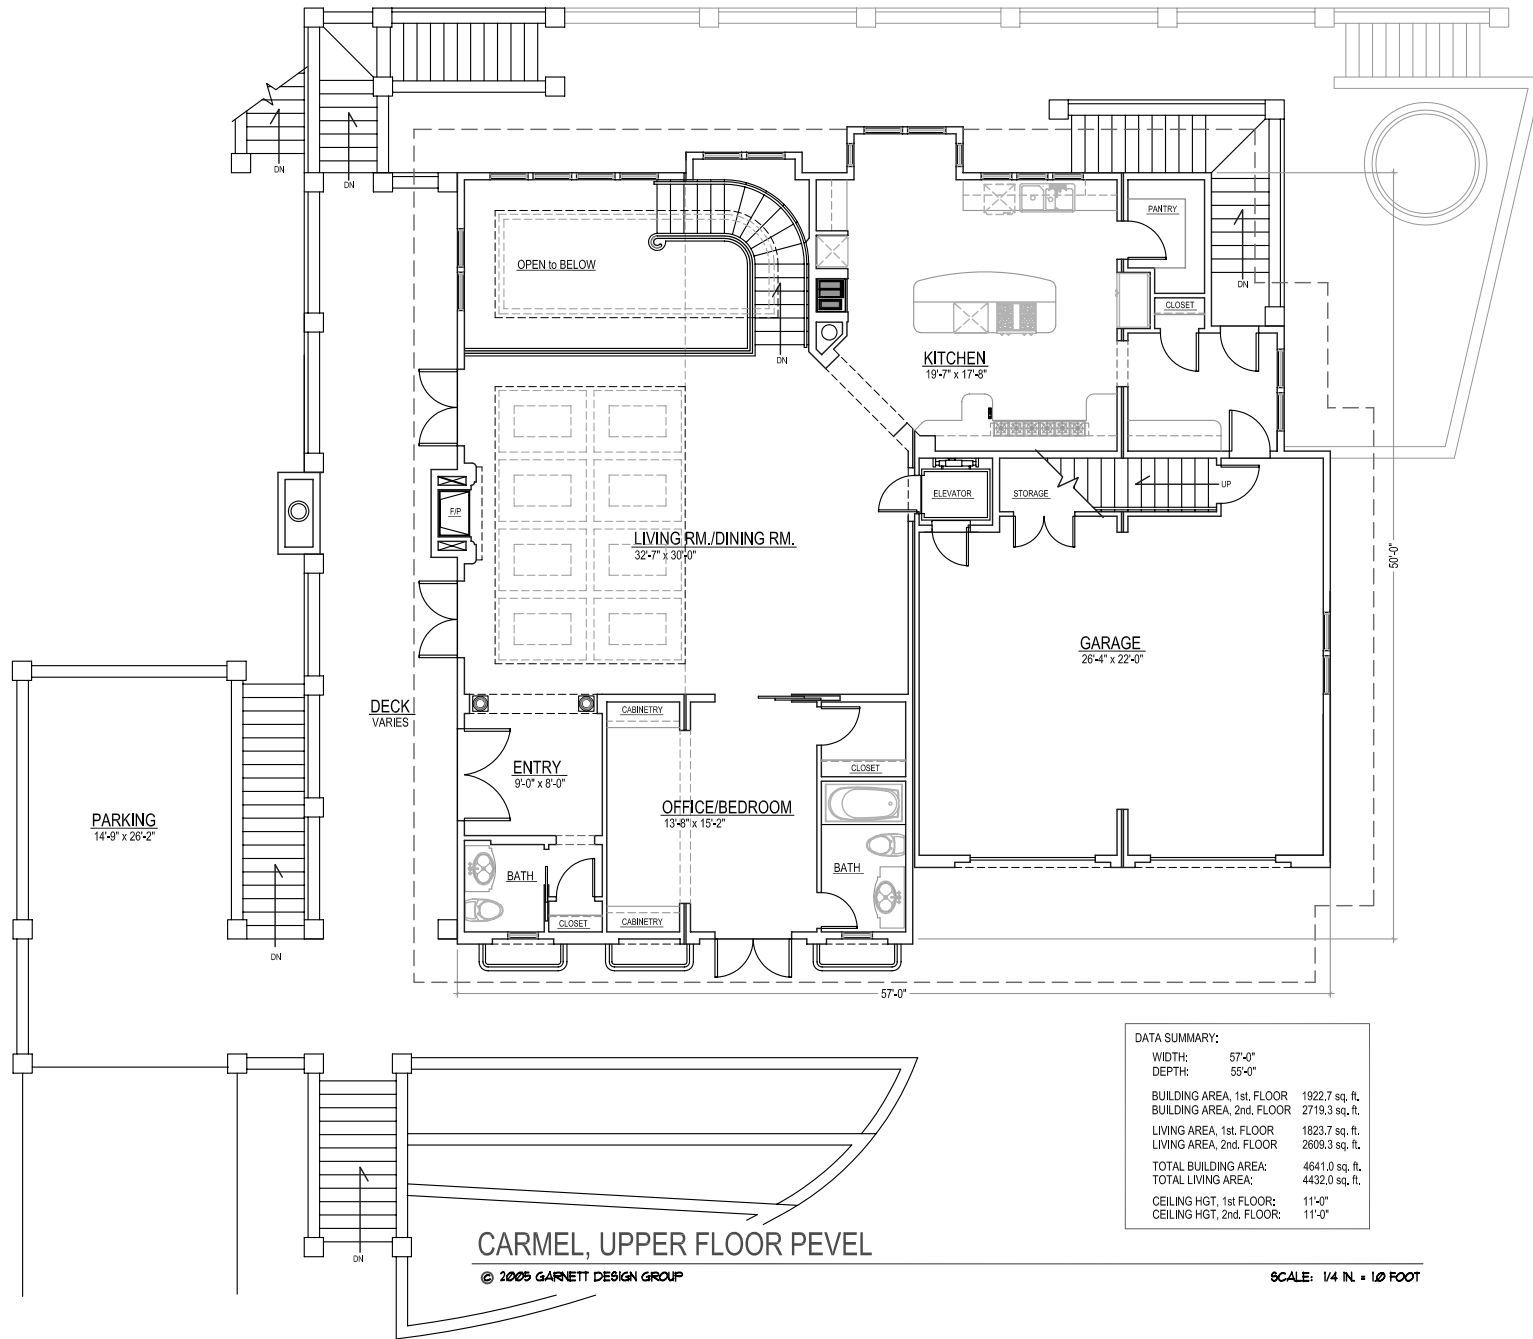 DN
DN
PANTRY
OPEN to BELOW
DN
CLOSET
KITCHEN
19'-7" x 17'-8"
DN
ELEVATOR
STORAGE
UP
F/P
LIVING RM./DINING RM.
32'-7" x 30'-0"
50'-0"
GARAGE
26'-4" x 22'-0"
DECK
VARIES
CABINETRY
ENTRY
9'-0" x 8'-0"
CLOSET
OFFICE/BEDROOM
13'-8" x 15'-2"
PARKING
14'-9" x 26'-2"
BATH
BATH
CLOSET
CABINETRY
DN
57'-0"
DATA SUMMARY:
WIDTH: 57'-0"
DEPTH: 55'-0"
BUILDING AREA, 1st. FLOOR 1922.7 sq. ft.
BUILDING AREA, 2nd. FLOOR 2719.3 sq. ft.
LIVING AREA, 1st. FLOOR 1823.7 sq. ft.
LIVING AREA, 2nd. FLOOR 2609.3 sq. ft.
TOTAL BUILDING AREA: 4641.0 sq. ft.
TOTAL LIVING AREA: 4432.0 sq. ft.
CEILING HGT, 1st FLOOR: 11'-0"
CEILING HGT, 2nd. FLOOR: 11'-0"
DN
CARMEL, UPPER FLOOR PEVEL
© 2005 GARNETT DESIGN GROUP
SCALE: 1/4 IN. = 1.0 FOOT